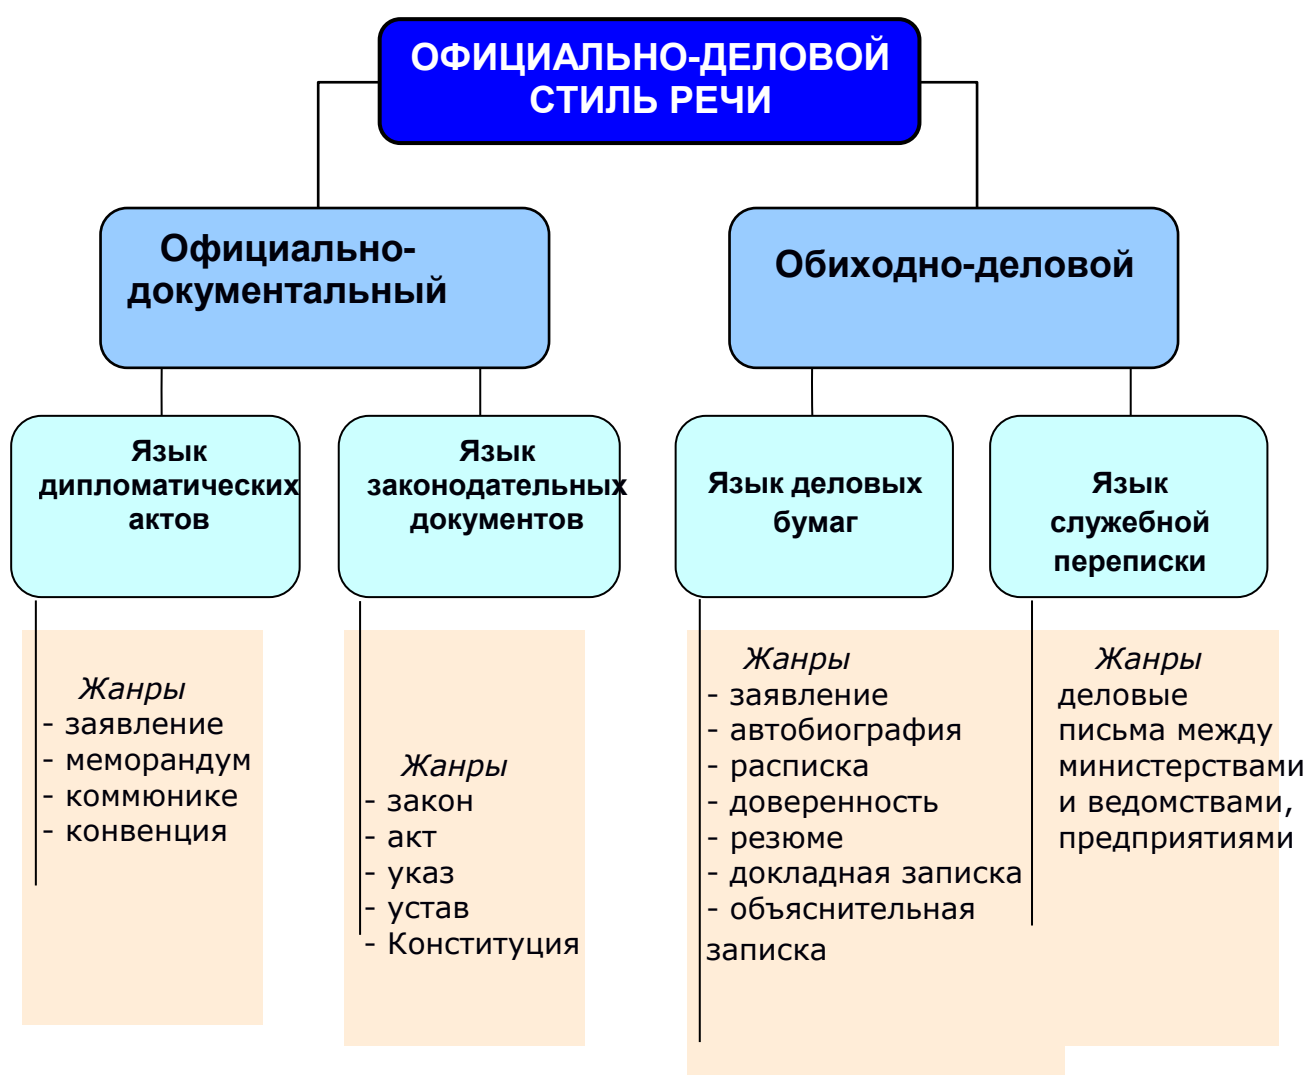 ОФИЦИАЛЬНО-ДЕЛОВОЙ
СТИЛЬ РЕЧИ
Официально-
документальный
Обиходно-деловой
Язык
дипломатических
актов
Язык
законодательных
документов
Язык деловых
бумаг
Язык
служебной
переписки
Жанры
- заявление
- меморандум
- коммюнике
- конвенция
Жанры
- закон
- акт
- указ
- устав
- Конституция
Жанры
- заявление
- автобиография
- расписка
- доверенность
- резюме
- докладная записка
- объяснительная
записка
Жанры
деловые
письма между
министерствами
и ведомствами,
предприятиями